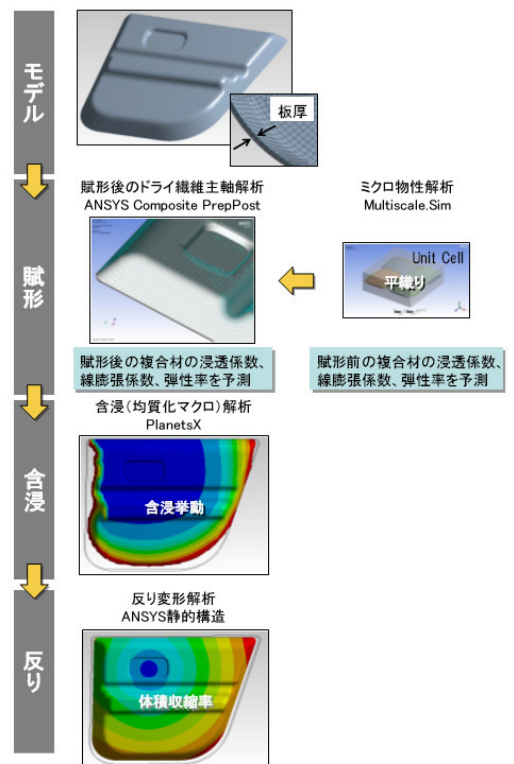 モデル
板厚
賦形
賦形後のドライ繊維主軸解析
ANSYS Composite PrepPost
ミクロ物性解析
Multiscale.Sim
Unit Cell
平織り
賦形後の複合材の浸透係数、
線膨張係数、弾性率を予測
賦形前の複合材の浸透係数、
線膨張係数、弾性率を予測
含浸
含浸(均質化マクロ)解析
PlanetsX
含浸挙動
反り
反り変形解析
ANSYS静的構造
体積収縮率